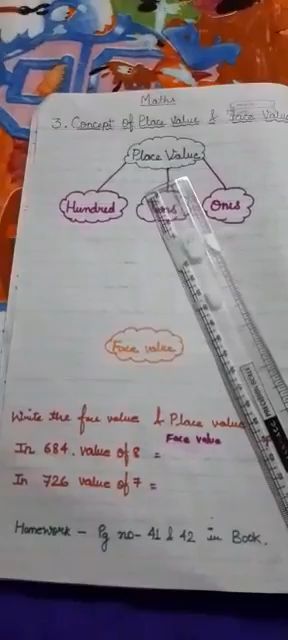 Maths
3. Concept of Place Value & Face Value
Place Value
Hundred Tens Ones
Face value
Write the face value & Place value
Face value
In 684. value of 8 =
In 726 value of 7 =
Homework - Pg no- 41 & 42 in Book.